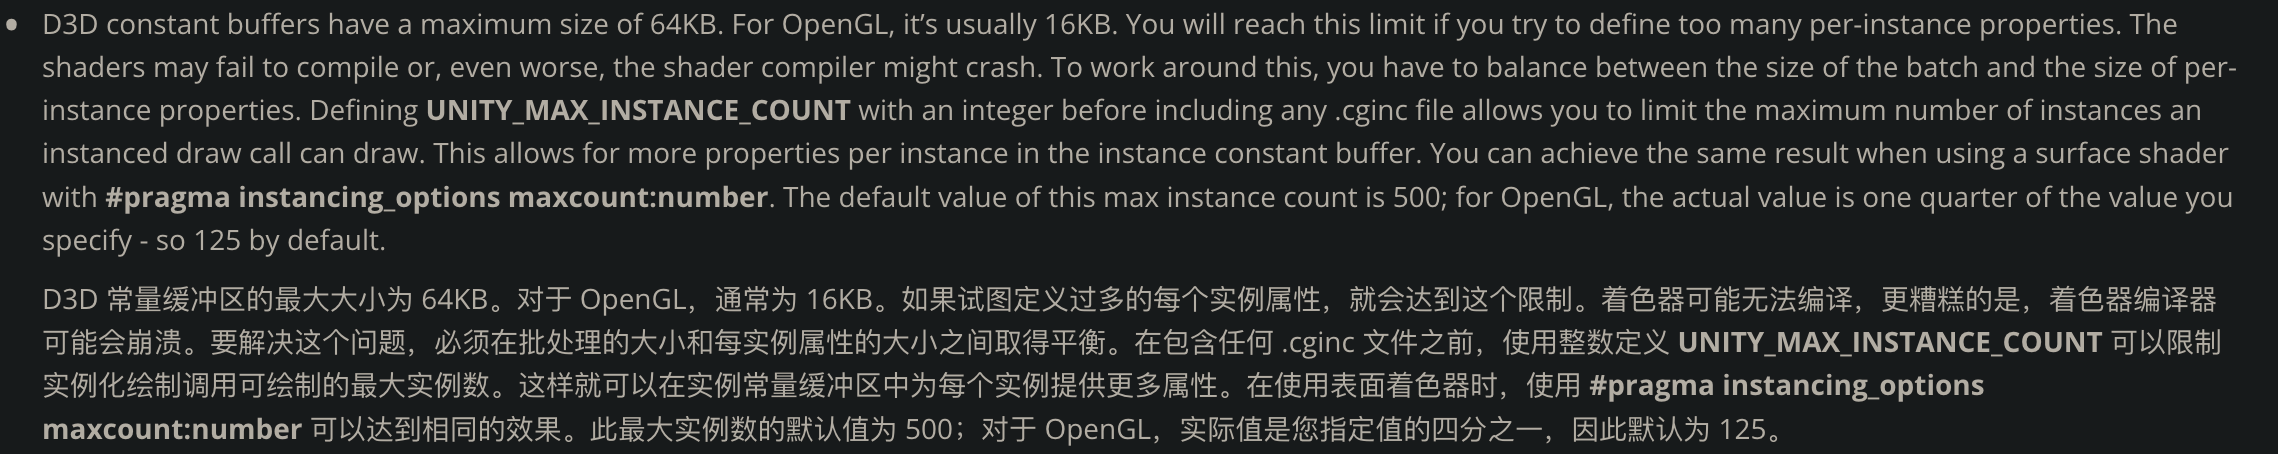 • D3D constant buffers have a maximum size of 64KB. For OpenGL, it’s usually 16KB. You will reach this limit if you try to define too many per-instance properties. The
shaders may fail to compile or, even worse, the shader compiler might crash. To work around this, you have to balance between the size of the batch and the size of per-
instance properties. Defining UNITY_MAX_INSTANCE_COUNT with an integer before including any .cginc file allows you to limit the maximum number of instances an
instanced draw call can draw. This allows for more properties per instance in the instance constant buffer. You can achieve the same result when using a surface shader
with #pragma instancing_options maxcount:number. The default value of this max instance count is 500; for OpenGL, the actual value is one quarter of the value you
specify - so 125 by default.
D3D 常量缓冲区的最大大小为 64KB。对于 OpenGL，通常为 16KB。如果试图定义过多的每个实例属性，就会达到这个限制。着色器可能无法编译，更糟糕的是，着色器编译器
可能会崩溃。要解决这个问题，必须在批处理的大小和每实例属性的大小之间取得平衡。在包含任何 .cginc 文件之前，使用整数定义 UNITY_MAX_INSTANCE_COUNT 可以限制
实例化绘制调用可绘制的最大实例数。这样就可以在实例常量缓冲区中为每个实例提供更多属性。在使用表面着色器时，使用 #pragma instancing_options
maxcount:number 可以达到相同的效果。此最大实例数的默认值为 500；对于 OpenGL，实际值是您指定值的四分之一，因此默认为 125。